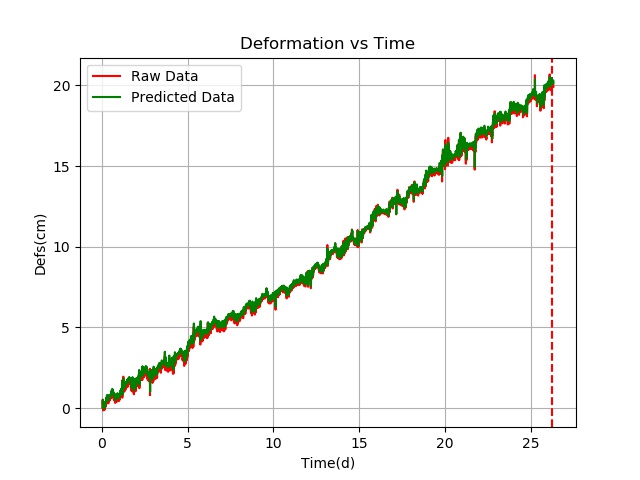 Deformation vs Time
Raw Data
Predicted Data
Defs(cm)
20
15
10
5
0
0 5 10 15 20 25
Time(d)